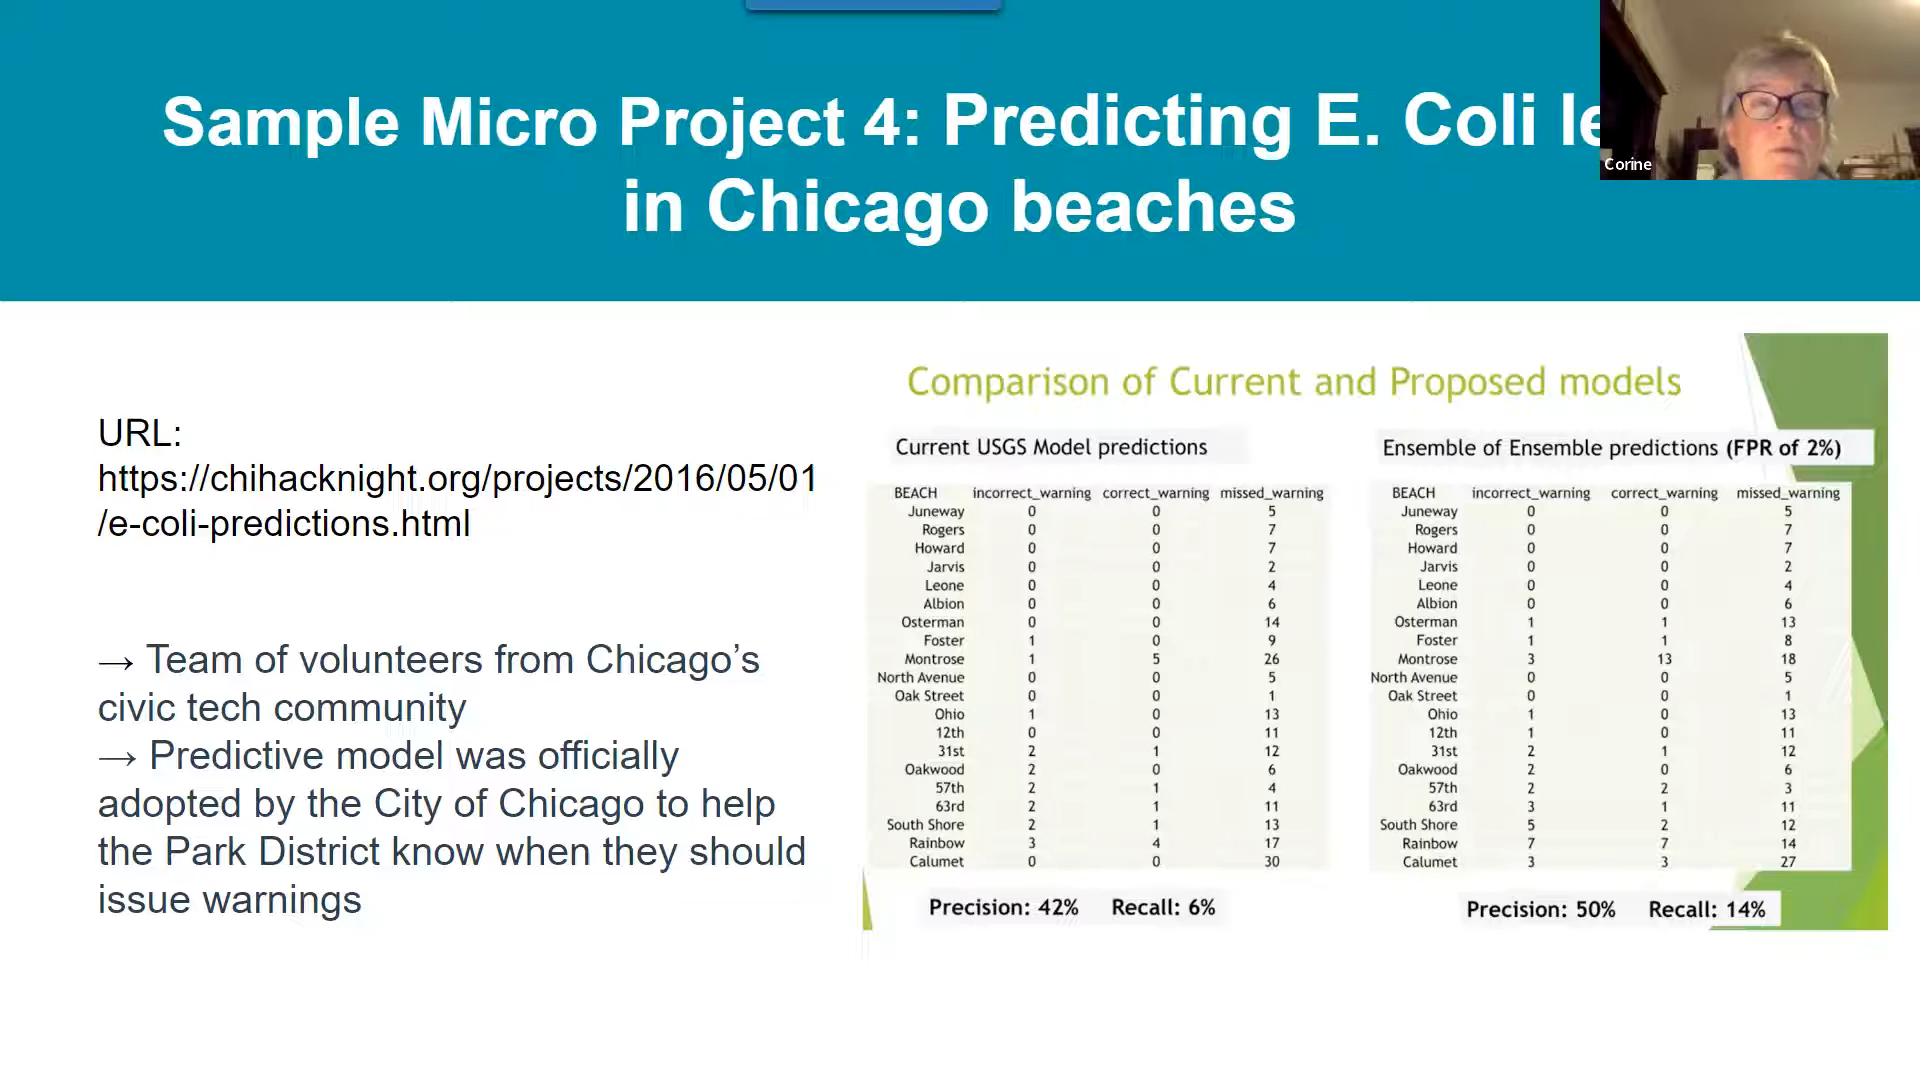 Sample Micro Project 4: Predicting E. Coli
in Chicago beaches
Corine
URL:
https://chihacknight.org/projects/2016/05/01
/e-coli-predictions.html
→ Team of volunteers from Chicago’s
civic tech community
→ Predictive model was officially
adopted by the City of Chicago to help
the Park District know when they should
issue warnings
Comparison of Current and Proposed models
Current USGS Model predictions
BEACH incorrect_warning correct_warning missed_warning
Juneway 0 0 5
Rogers 0 0 7
Howard 0 0 7
Jarvis 0 0 2
Leone 0 0 4
Albion 0 0 6
Osterman 0 0 14
Foster 1 0 9
Montrose 1 5 26
North Avenue 0 0 5
Oak Street 0 0 1
Ohio 1 0 13
12th 0 0 11
31st 2 1 12
Oakwood 2 0 6
57th 2 1 4
63rd 2 1 11
South Shore 2 1 13
Rainbow 3 4 17
Calumet 0 0 30
Precision: 42% Recall: 6%
Ensemble of Ensemble predictions (FPR of 2%)
BEACH incorrect_warning correct_warning missed_warning
Juneway 0 0 5
Rogers 0 0 7
Howard 0 0 7
Jarvis 0 0 2
Leone 0 0 4
Albion 0 0 6
Osterman 1 1 13
Foster 1 1 8
Montrose 3 13 18
North Avenue 0 0 5
Oak Street 0 0 1
Ohio 1 0 13
12th 1 0 11
31st 2 1 12
Oakwood 2 0 6
57th 2 2 3
63rd 3 1 11
South Shore 5 2 12
Rainbow 7 7 14
Calumet 3 3 27
Precision: 50% Recall: 14%